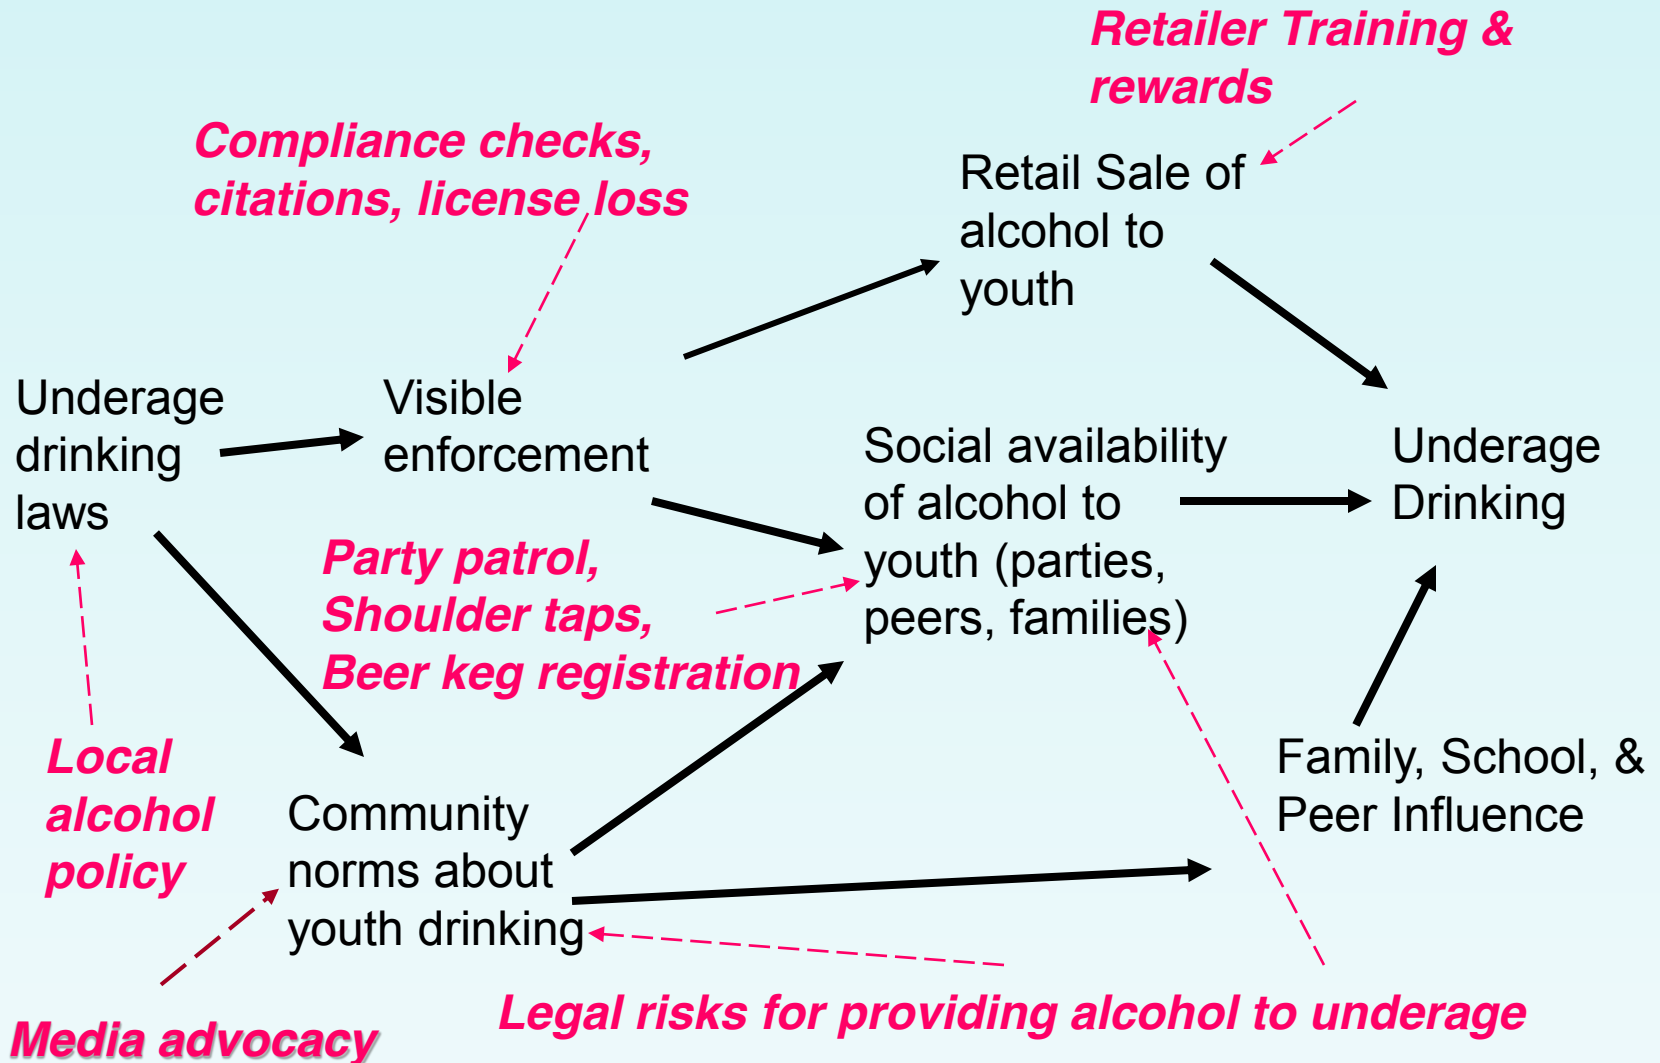 Retailer Training &
rewards
Compliance checks,
citations, license loss
Retail Sale of
alcohol to
youth
Underage
drinking
laws
Visible
enforcement
Social availability
of alcohol to
youth (parties,
peers, families)
Underage
Drinking
Party patrol,
Shoulder taps,
Beer keg registration
Local
alcohol
policy
Community
norms about
youth drinking
Family, School, &
Peer Influence
Media advocacy
Legal risks for providing alcohol to underage